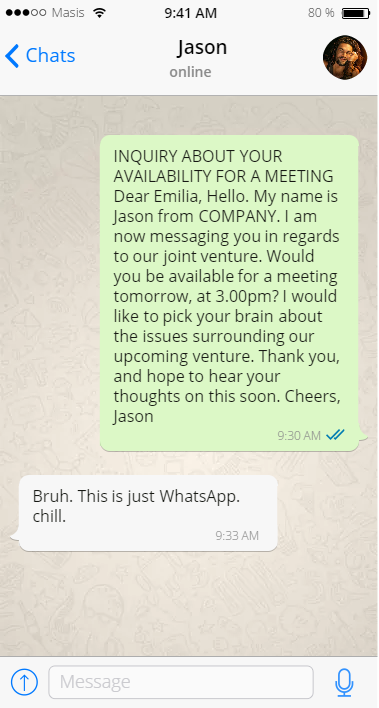 Masis 9:41 AM 80 %
Chats
Jason
online
INQUIRY ABOUT YOUR
AVAILABILITY FOR A MEETING
Dear Emilia, Hello. My name is
Jason from COMPANY. I am
now messaging you in regards
to our joint venture. Would
you be available for a meeting
tomorrow, at 3.00pm? I would
like to pick your brain about
the issues surrounding our
upcoming venture. Thank you,
and hope to hear your
thoughts on this soon. Cheers,
Jason
9:30 AM
Bruh. This is just WhatsApp.
chill.
9:33 AM
Message